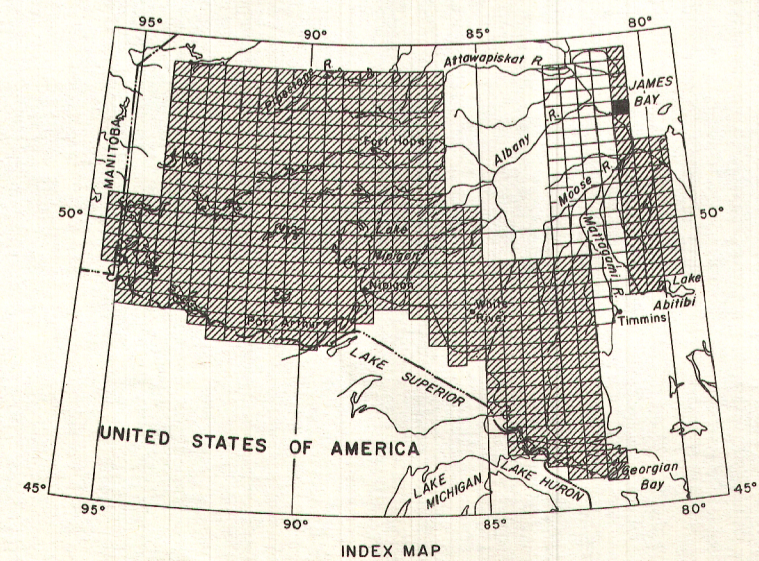 95°
90°
85°
80°
Attawapiskat R.
Pipestone R.
JAMES
BAY
MANITOBA
Fort Hope
Albany R.
Moose R.
50°
50°
Lake
Nipigon
Mattagami R.
Nipigon
White
River
Lake
Abitibi
Port Arthur
Timmins
LAKE SUPERIOR
UNITED STATES OF AMERICA
LAKE
MICHIGAN
LAKE HURON
Georgian
Bay
45°
45°
95°
90°
85°
80°
INDEX MAP